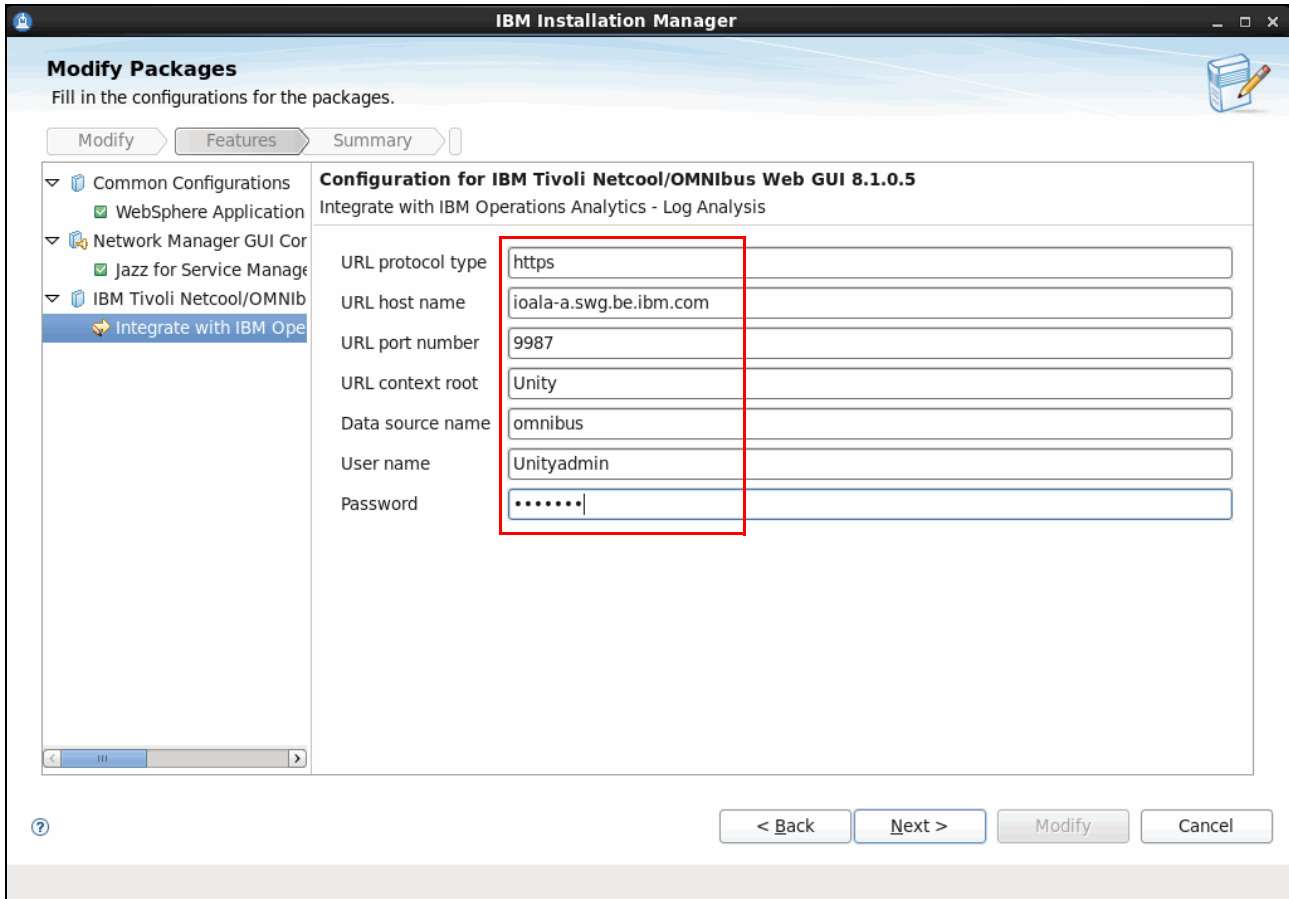 IBM Installation Manager
Modify Packages
Fill in the configurations for the packages.
Modify
Features
Summary
Common Configurations
WebSphere Application
Network Manager GUI Cor
Jazz for Service Manage
IBM Tivoli Netcool/OMNIb
Integrate with IBM Ope
Configuration for IBM Tivoli Netcool/OMNIbus Web GUI 8.1.0.5
Integrate with IBM Operations Analytics - Log Analysis
URL protocol type https
URL host name ioala-a.swg.be.ibm.com
URL port number 9987
URL context root Unity
Data source name omnibus
User name Unityadmin
Password •••••••
< Back
Next >
Modify
Cancel